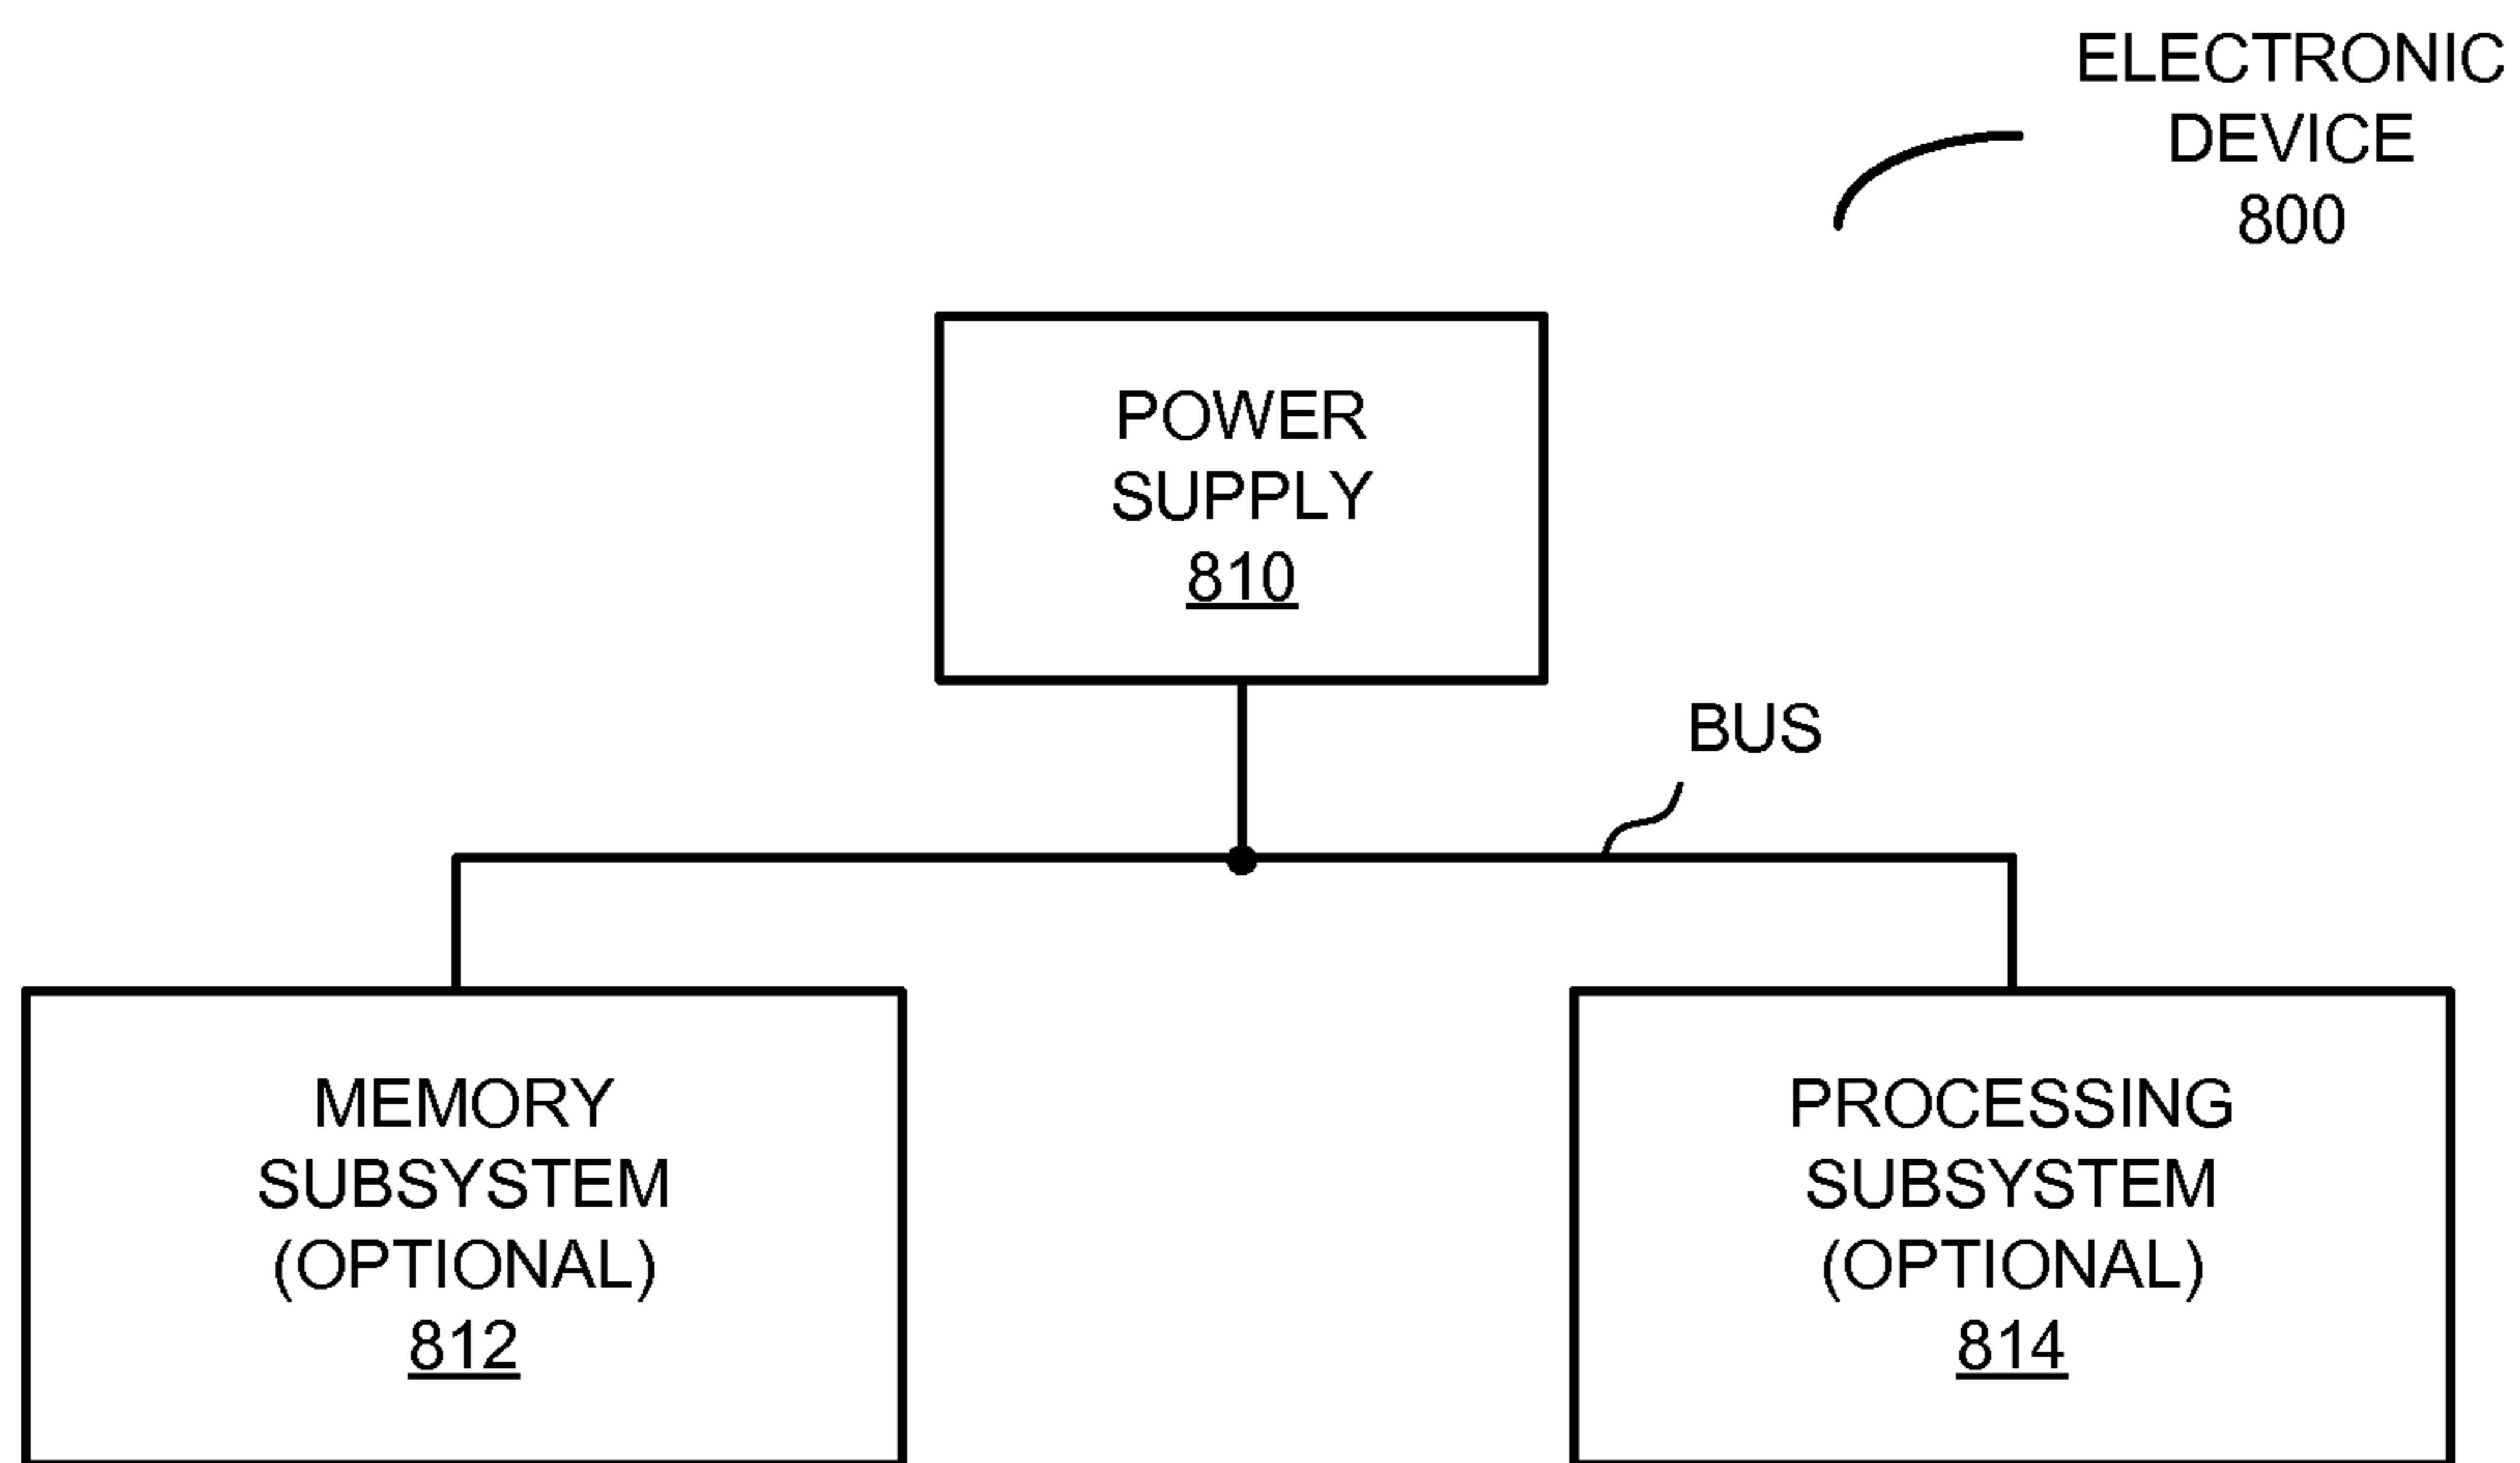 ELECTRONIC
DEVICE
800
POWER
SUPPLY
810
BUS
MEMORY
SUBSYSTEM
(OPTIONAL)
812
PROCESSING
SUBSYSTEM
(OPTIONAL)
814